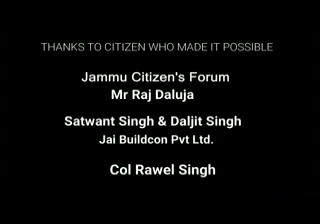 THANKS TO CITIZEN WHO MADE IT POSSIBLE
Jammu Citizen's Forum
Mr Raj Daluja
Satwant Singh & Daljit Singh
Jai Buildcon Pvt Ltd.
Col Rawel Singh